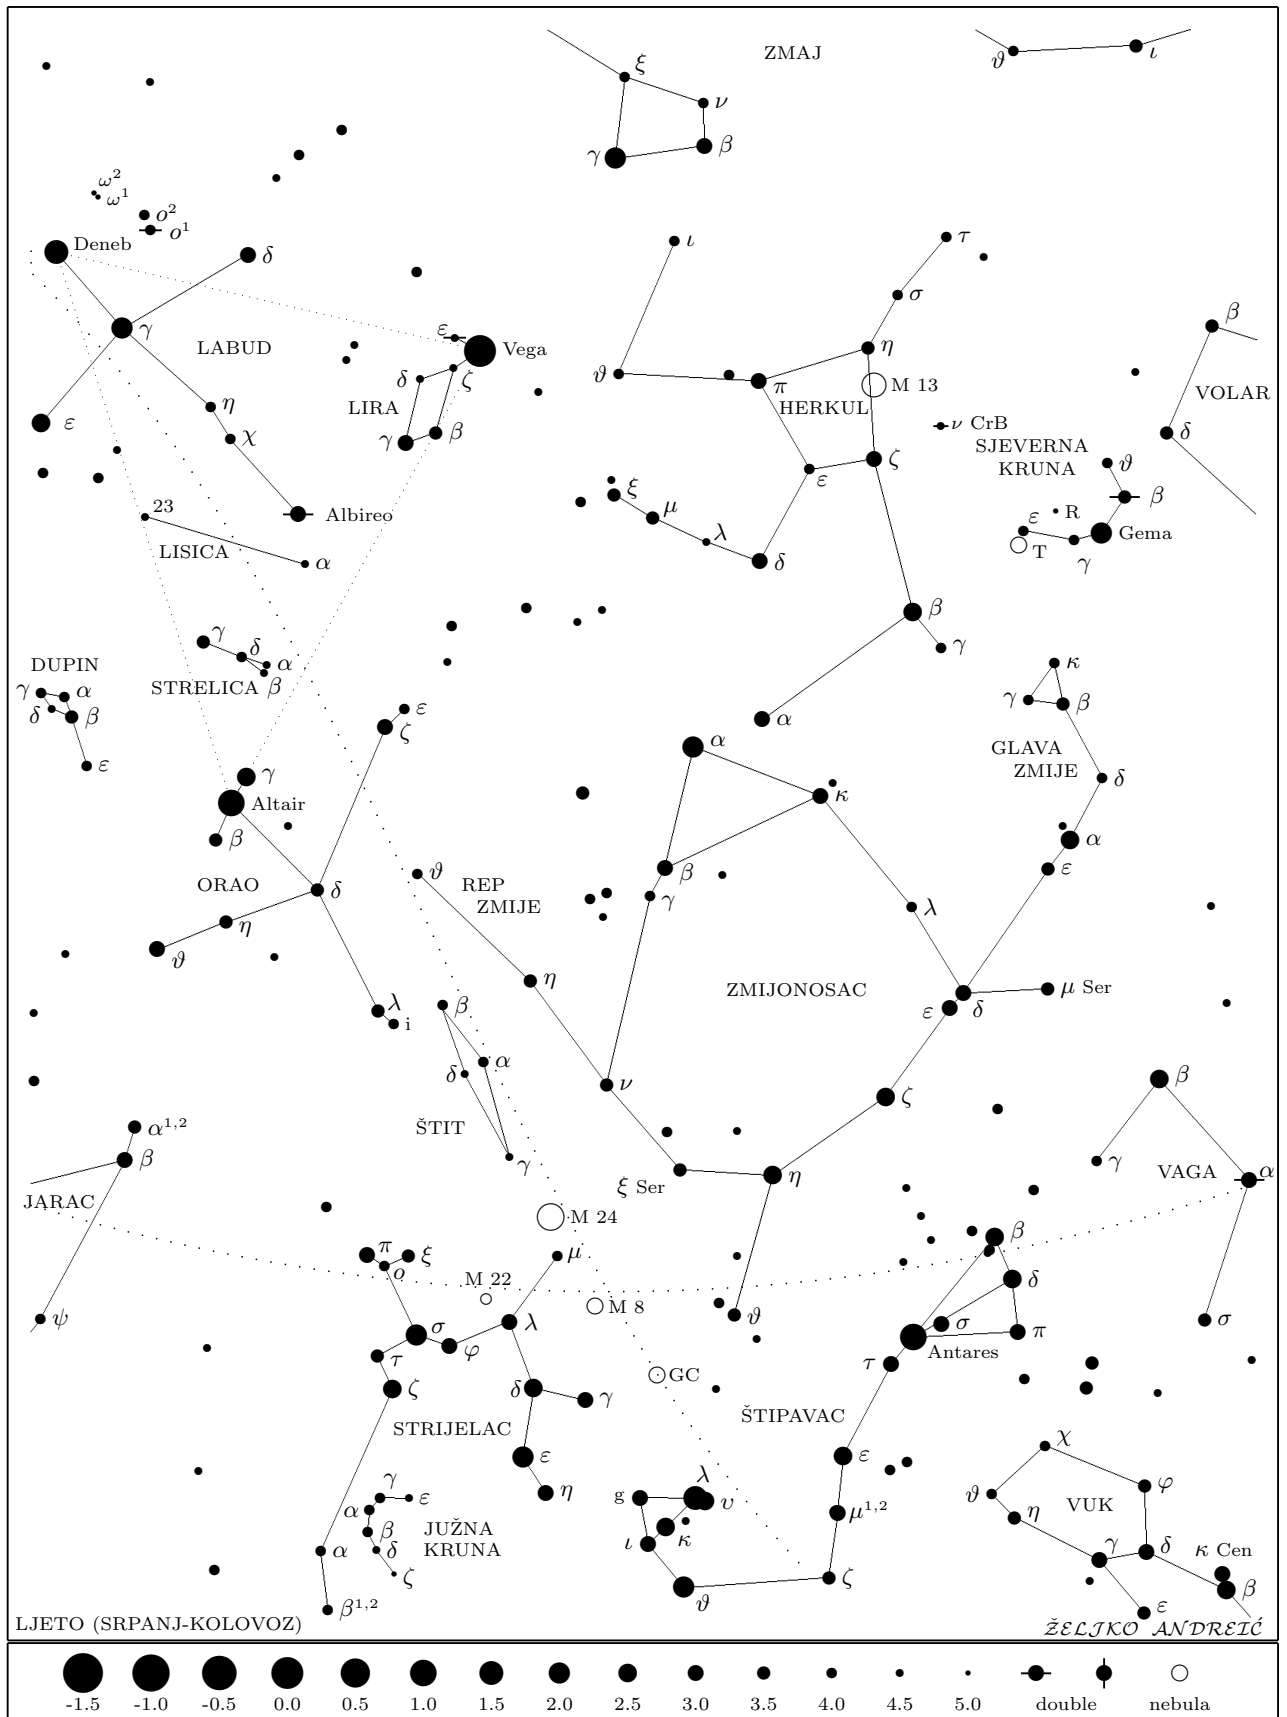 ZMAJ
ξ
ν
γ
β
ϑ
ι
ω²
ω¹
ο²
ο¹
Deneb
δ
γ
LABUD
ε
η
χ
Albireo
ε
Vega
δ
ζ
LIRA
γ
β
23
LISICA
α
ι
τ
σ
η
ϑ
π
M 13
HERKUL
ε
ζ
ξ
μ
λ
δ
β
γ
α
β
VOLAR
δ
ν CrB
SJEVERNA
KRUNA
ϑ
β
R
ε
T
γ
Gema
γ
δ
α
STRELICA β
DUPIN
γ
α
δ
β
ε
ε
ζ
γ
Altair
β
ORAO
δ
η
ϑ
λ
i
κ
γ
β
GLAVA
ZMIJE
δ
α
ε
α
κ
β
γ
λ
ϑ
REP
ZMIJE
η
ZMIJONOSAC
μ Ser
ε
δ
β
α
δ
ŠTIT
γ
ν
ζ
ξ Ser
η
ϑ
β
γ
VAGA
α
σ
α¹,²
β
JARAC
ψ
M 24
π
ξ
ο
μ
M 22
M 8
σ
φ
λ
τ
ζ
δ
γ
STRIJELAC
ε
η
GC
β
δ
σ
π
Antares
τ
ŠTIPAVAC
ε
μ¹,²
ζ
g
λ
υ
κ
ι
ϑ
γ
ε
α
β
δ
ζ
JUŽNA
KRUNA
α
β¹,²
χ
ϑ
η
VUK
φ
γ
δ
κ Cen
β
ε
LJETO (SRPANJ-KOLOVOZ)
ŽELJKO ANDREIĆ
-1.5 -1.0 -0.5 0.0 0.5 1.0 1.5 2.0 2.5 3.0 3.5 4.0 4.5 5.0 double nebula